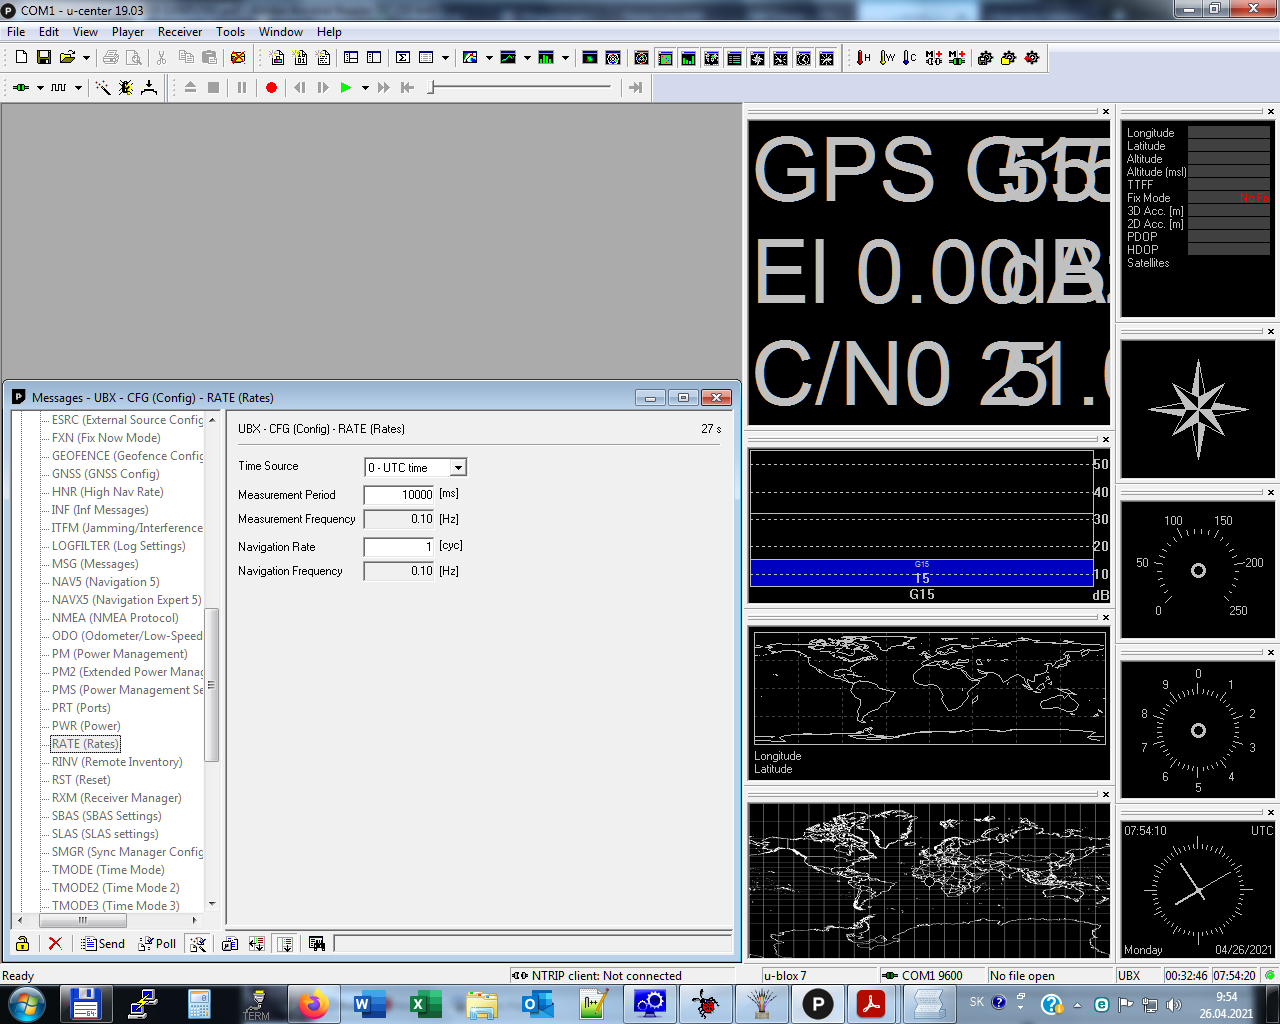 COM1 - u-center 19.03
File Edit View Player Receiver Tools Window Help
GPS G15
El 0.00
C/N0
Longitude
Latitude
Altitude
Altitude (msl)
TTFF
Fix Mode
3D Acc. [m]
2D Acc. [m]
PDOP
HDOP
Satellites
Messages - UBX - CFG (Config) - RATE (Rates)
ESRC (External Source Config
FXN (Fix Now Mode)
GEOFENCE (Geofence Config
GNSS (GNSS Config)
HNR (High Nav Rate)
INF (Inf Messages)
ITFM (Jamming/Interference
LOGFILTER (Log Settings)
MSG (Messages)
NAV5 (Navigation 5)
NAVX5 (Navigation Expert 5)
NMEA (NMEA Protocol)
ODO (Odometer/Low-Speed
PM (Power Management)
PM2 (Extended Power Manag
PMS (Power Management Se
PRT (Ports)
PWR (Power)
RATE (Rates)
RINV (Remote Inventory)
RST (Reset)
RXM (Receiver Manager)
SBAS (SBAS Settings)
SLAS (SLAS settings)
SMGR (Sync Manager Config
TMODE (Time Mode)
TMODE2 (Time Mode 2)
TMODE3 (Time Mode 3)
UBX - CFG (Config) - RATE (Rates) 27 s
Time Source 0 - UTC time
Measurement Period 10000 [ms]
Measurement Frequency 0.10 [Hz]
Navigation Rate 1 [cyc]
Navigation Frequency 0.10 [Hz]
Send Poll
50
40
30
20
10
dB
G15
15
G15
Longitude
Latitude
0 50 100 150 200 250
0 1 2 3 4 5 6 7 8 9
07:54:10 UTC
Monday 04/26/2021
Ready NTRIP client: Not connected u-blox 7 COM1 9600 No file open UBX 00:32:46 07:54:20
64
TERM
SK
9:54
26.04.2021